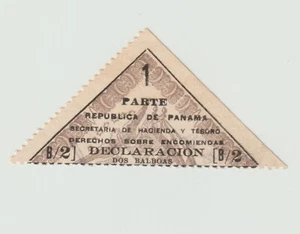 1
PARTE
REPUBLICA DE PANAMA
SECRETARIA DE HACIENDA Y TESORO
DERECHOS SOBRE ENCOMIENDAS
B/2] DECLARACION [B/2]
DOS BALBOAS